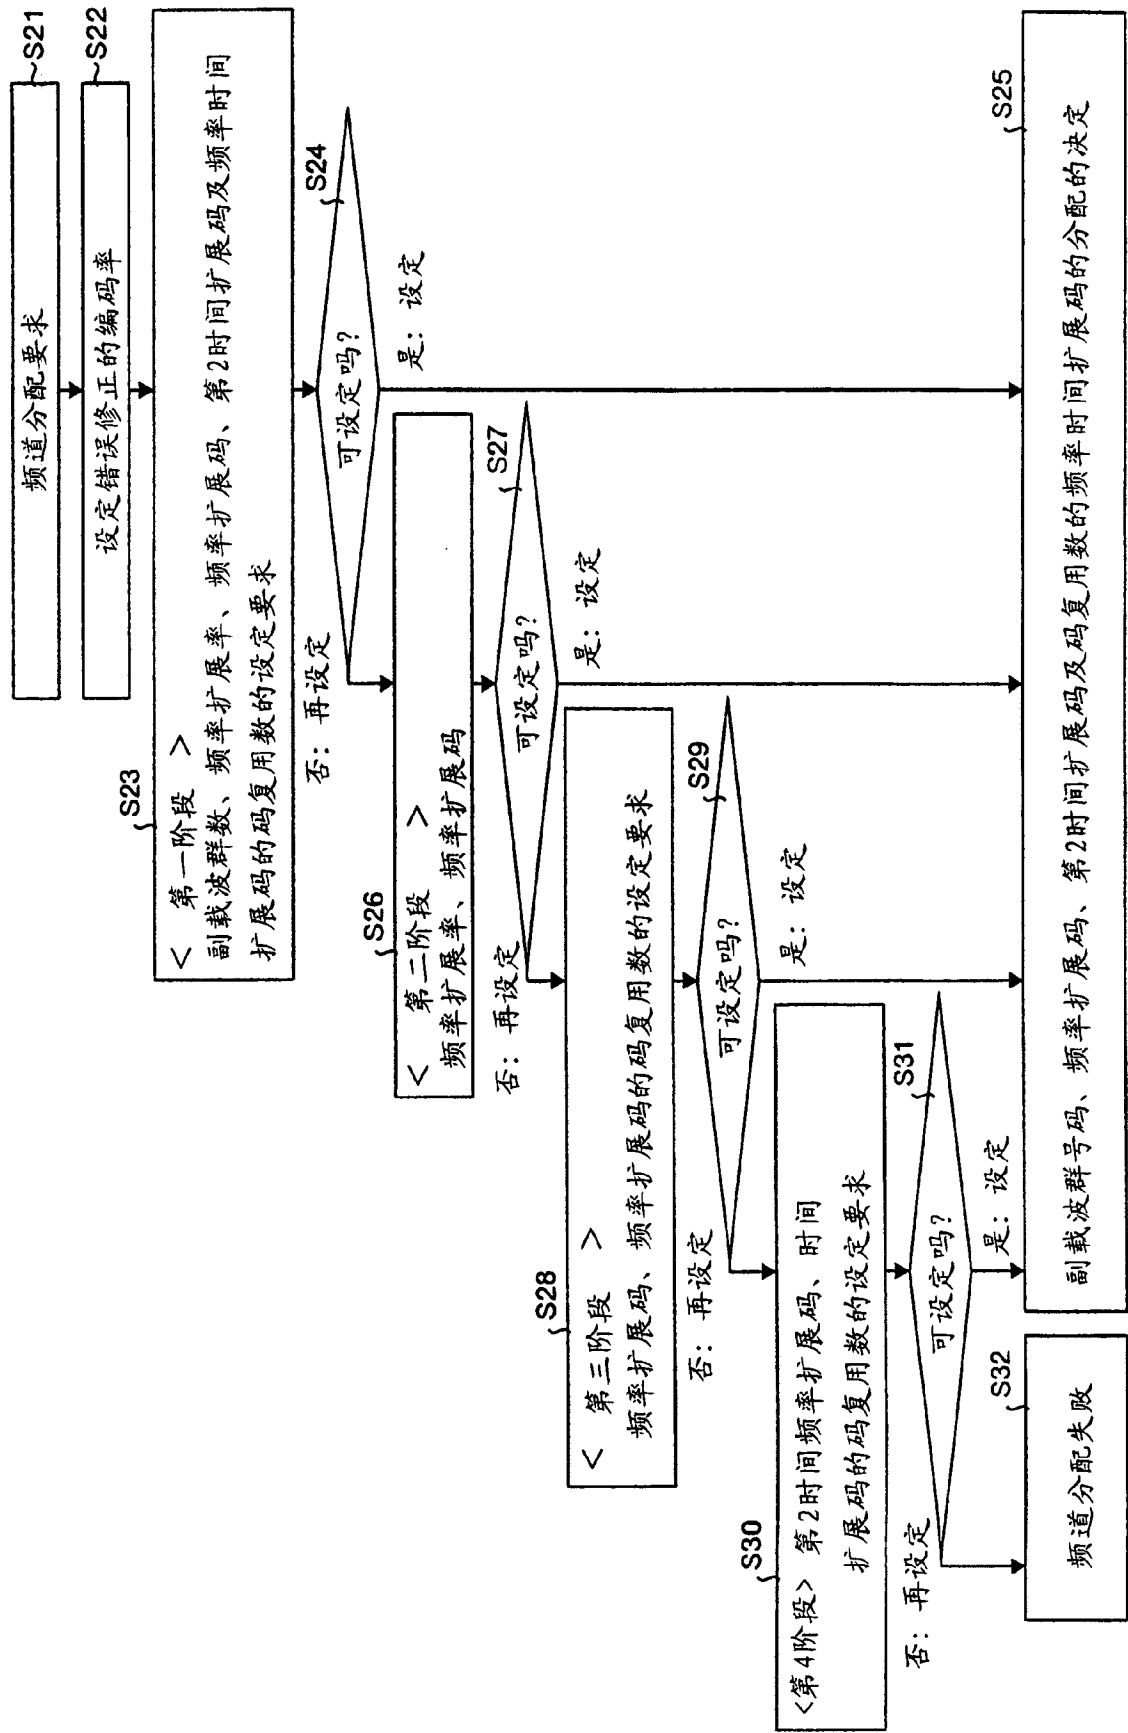 S21
频道分配要求
S22
设定错误修正的编码率
S23
< 第一阶段 >
副载波群数、频率扩展率、频率扩展码、第2时间扩展码及频率时间
扩展码的码复用数的设定要求
S24
可设定吗?
是: 设定
否: 再设定
S26
< 第二阶段 >
频率扩展率、频率扩展码
S27
可设定吗?
是: 设定
否: 再设定
S28
< 第三阶段 >
频率扩展码、频率扩展码的码复用数的设定要求
S29
可设定吗?
是: 设定
否: 再设定
S30
<第4阶段> 第2时间频率扩展码、时间
扩展码的码复用数的设定要求
S31
可设定吗?
是: 设定
否: 再设定
S25
副载波群号码、频率扩展码、第2时间扩展码及码复用数的频率时间扩展码的分配的决定
S32
频道分配失败